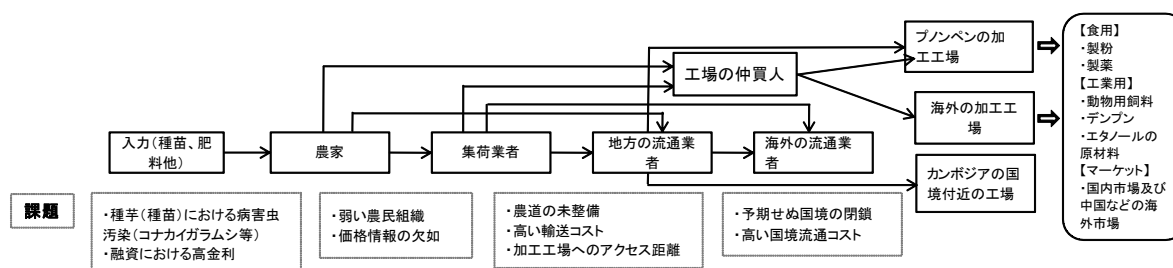 プノンペンの加
工工場
工場の仲買人
海外の加工工
場
入力(種苗、肥
料他)
農家
集荷業者
地方の流通業
者
海外の流通業
者
カンボジアの国
境付近の工場
【食用】
・製粉
・製薬
【工業用】
・動物用飼料
・デンプン
・エタノールの
原材料
【マーケット】
・国内市場及び
中国などの海
外市場
課題
・種芋(種苗)における病害虫
汚染(コナカイガラムシ等)
・融資における高金利
・弱い農民組織
・価格情報の欠如
・農道の未整備
・高い輸送コスト
・加工工場へのアクセス距離
・予期せぬ国境の閉鎖
・高い国境流通コスト